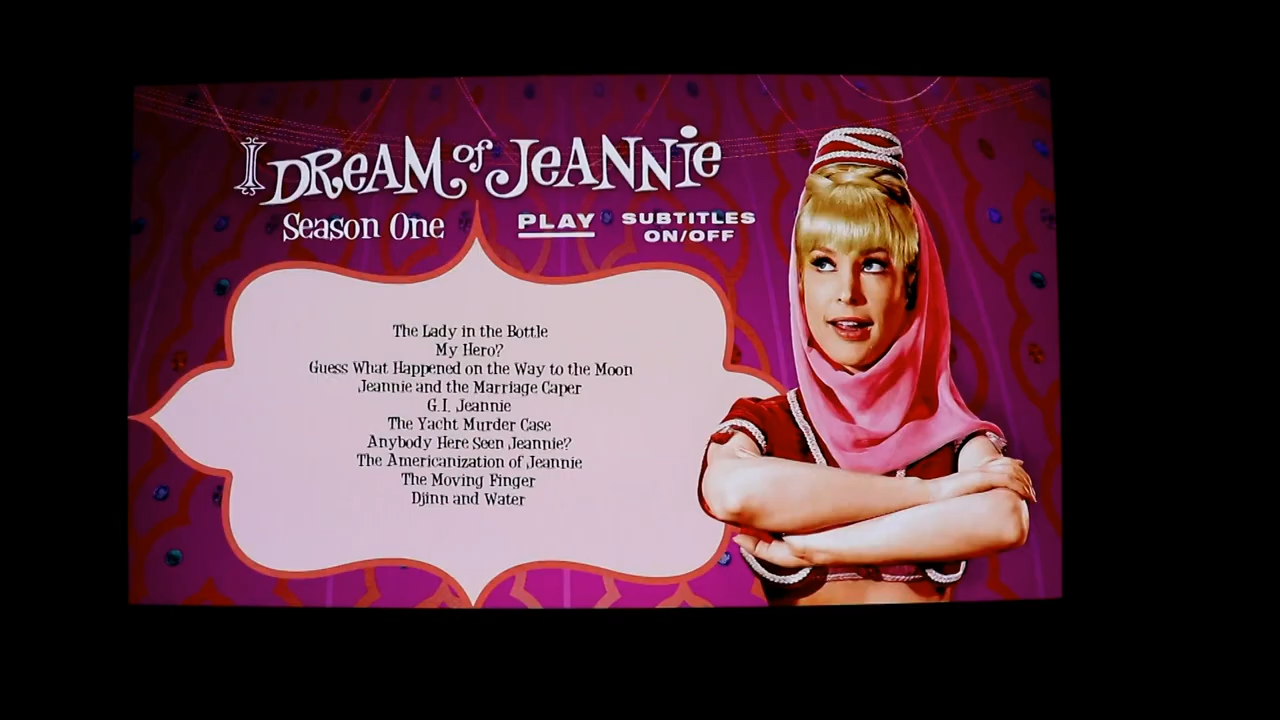 I DREAM of JEANNIE
Season One
PLAY
SUBTITLES
ON/OFF
The Lady in the Bottle
My Hero?
Guess What Happened on the Way to the Moon
Jeannie and the Marriage Caper
G.I. Jeannie
The Yacht Murder Case
Anybody Here Seen Jeannie?
The Americanization of Jeannie
The Moving Finger
Djinn and Water